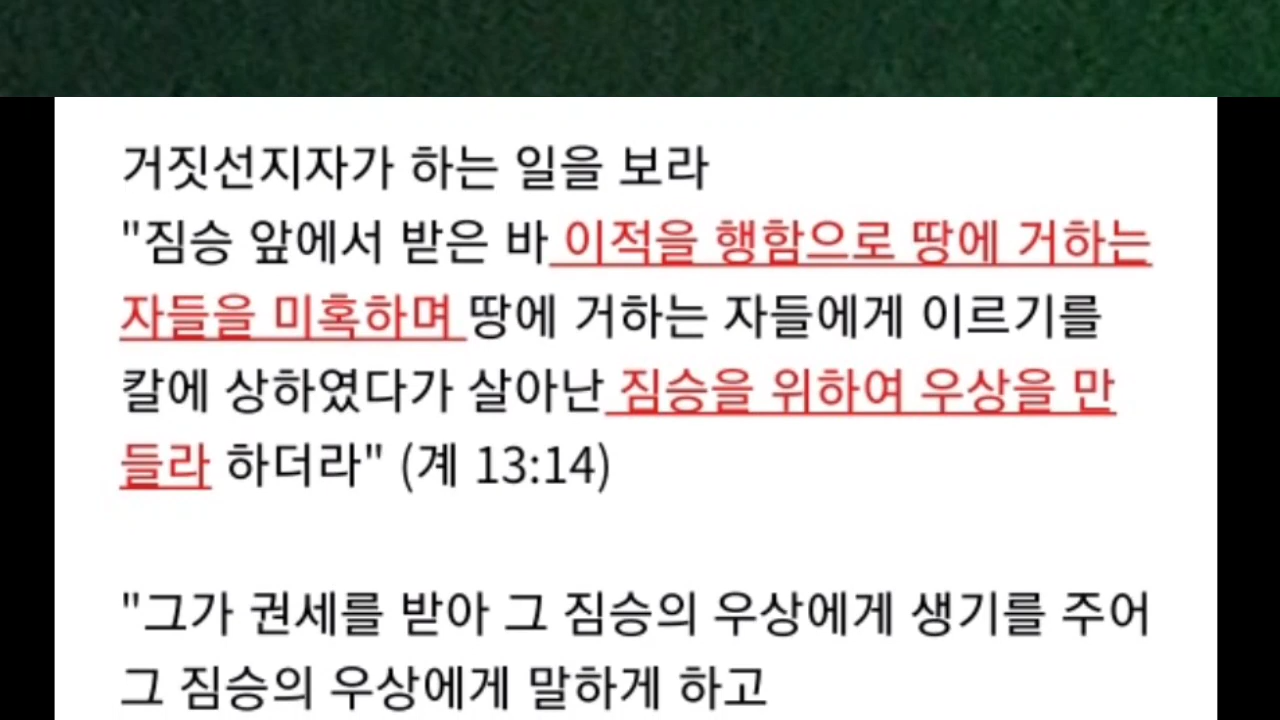 거짓선지자가 하는 일을 보라
"짐승 앞에서 받은 바 이적을 행함으로 땅에 거하는
자들을 미혹하며 땅에 거하는 자들에게 이르기를
칼에 상하였다가 살아난 짐승을 위하여 우상을 만
들라 하더라" (계 13:14)
"그가 권세를 받아 그 짐승의 우상에게 생기를 주어
그 짐승의 우상에게 말하게 하고